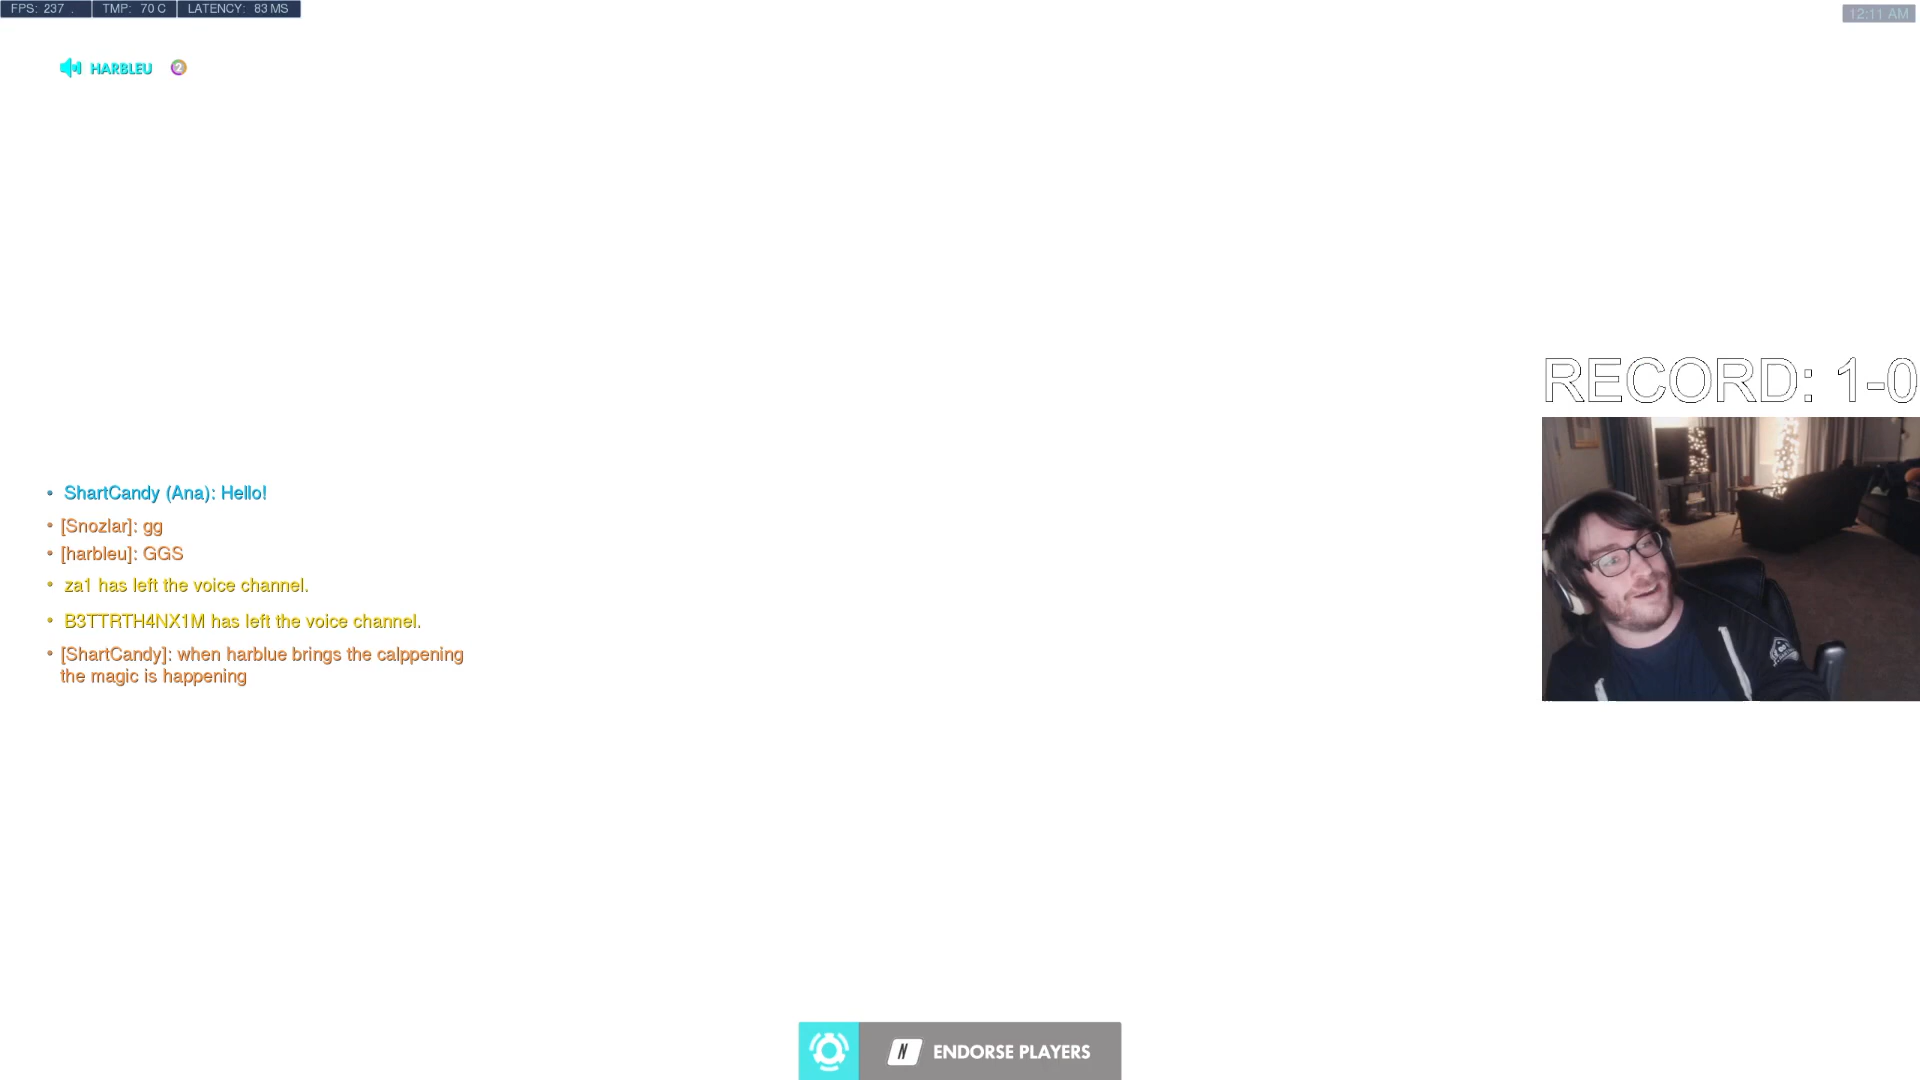 FPS: 237 . TMP: 70 C LATENCY: 83 MS
12:11 AM
HARBLEU 2
RECORD: 1-0
• ShartCandy (Ana): Hello!
• [Snozlar]: gg
• [harbleu]: GGS
• za1 has left the voice channel.
• B3TTRTH4NX1M has left the voice channel.
• [ShartCandy]: when harblue brings the calppening
the magic is happening
N ENDORSE PLAYERS